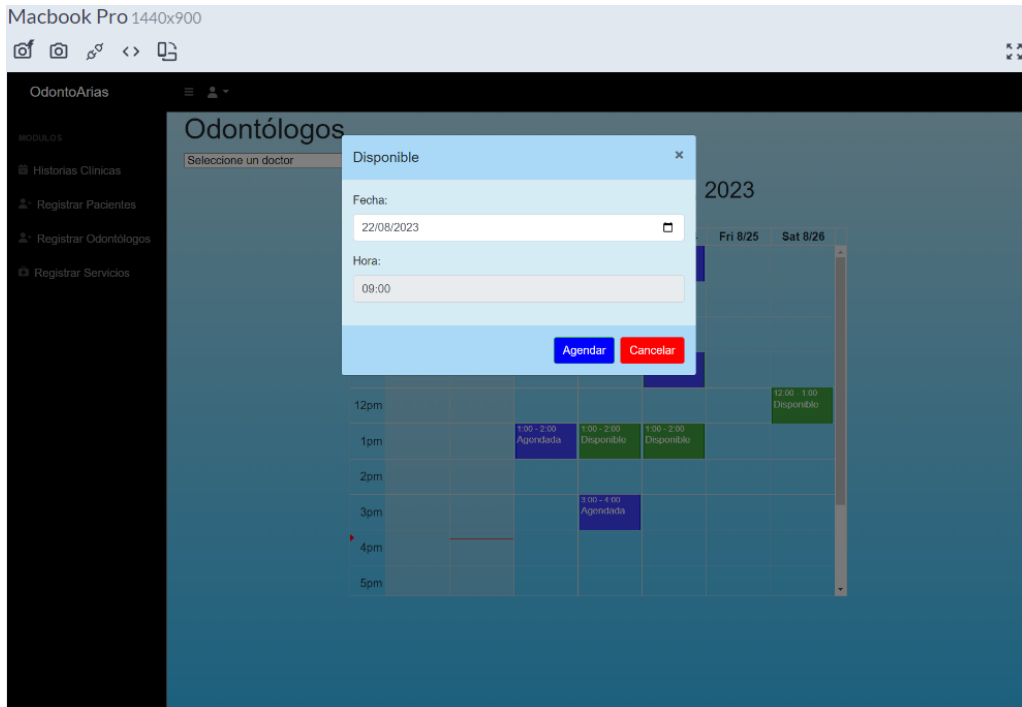 Macbook Pro 1440x900
OdontoArias
MODULOS
Historias Clinicas
Registrar Pacientes
Registrar Odontólogos
Registrar Servicios
Odontólogos
Seleccione un doctor
Disponible ×
Fecha:
22/08/2023
Hora:
09:00
Agendar Cancelar
2023
Fri 8/25 Sat 8/26
12pm
12:00 - 1:00
Disponible
1pm
1:00 - 2:00 1:00 - 2:00 1:00 - 2:00
Agendada Disponible Disponible
2pm
3pm
3:00 - 4:00
Agendada
4pm
5pm